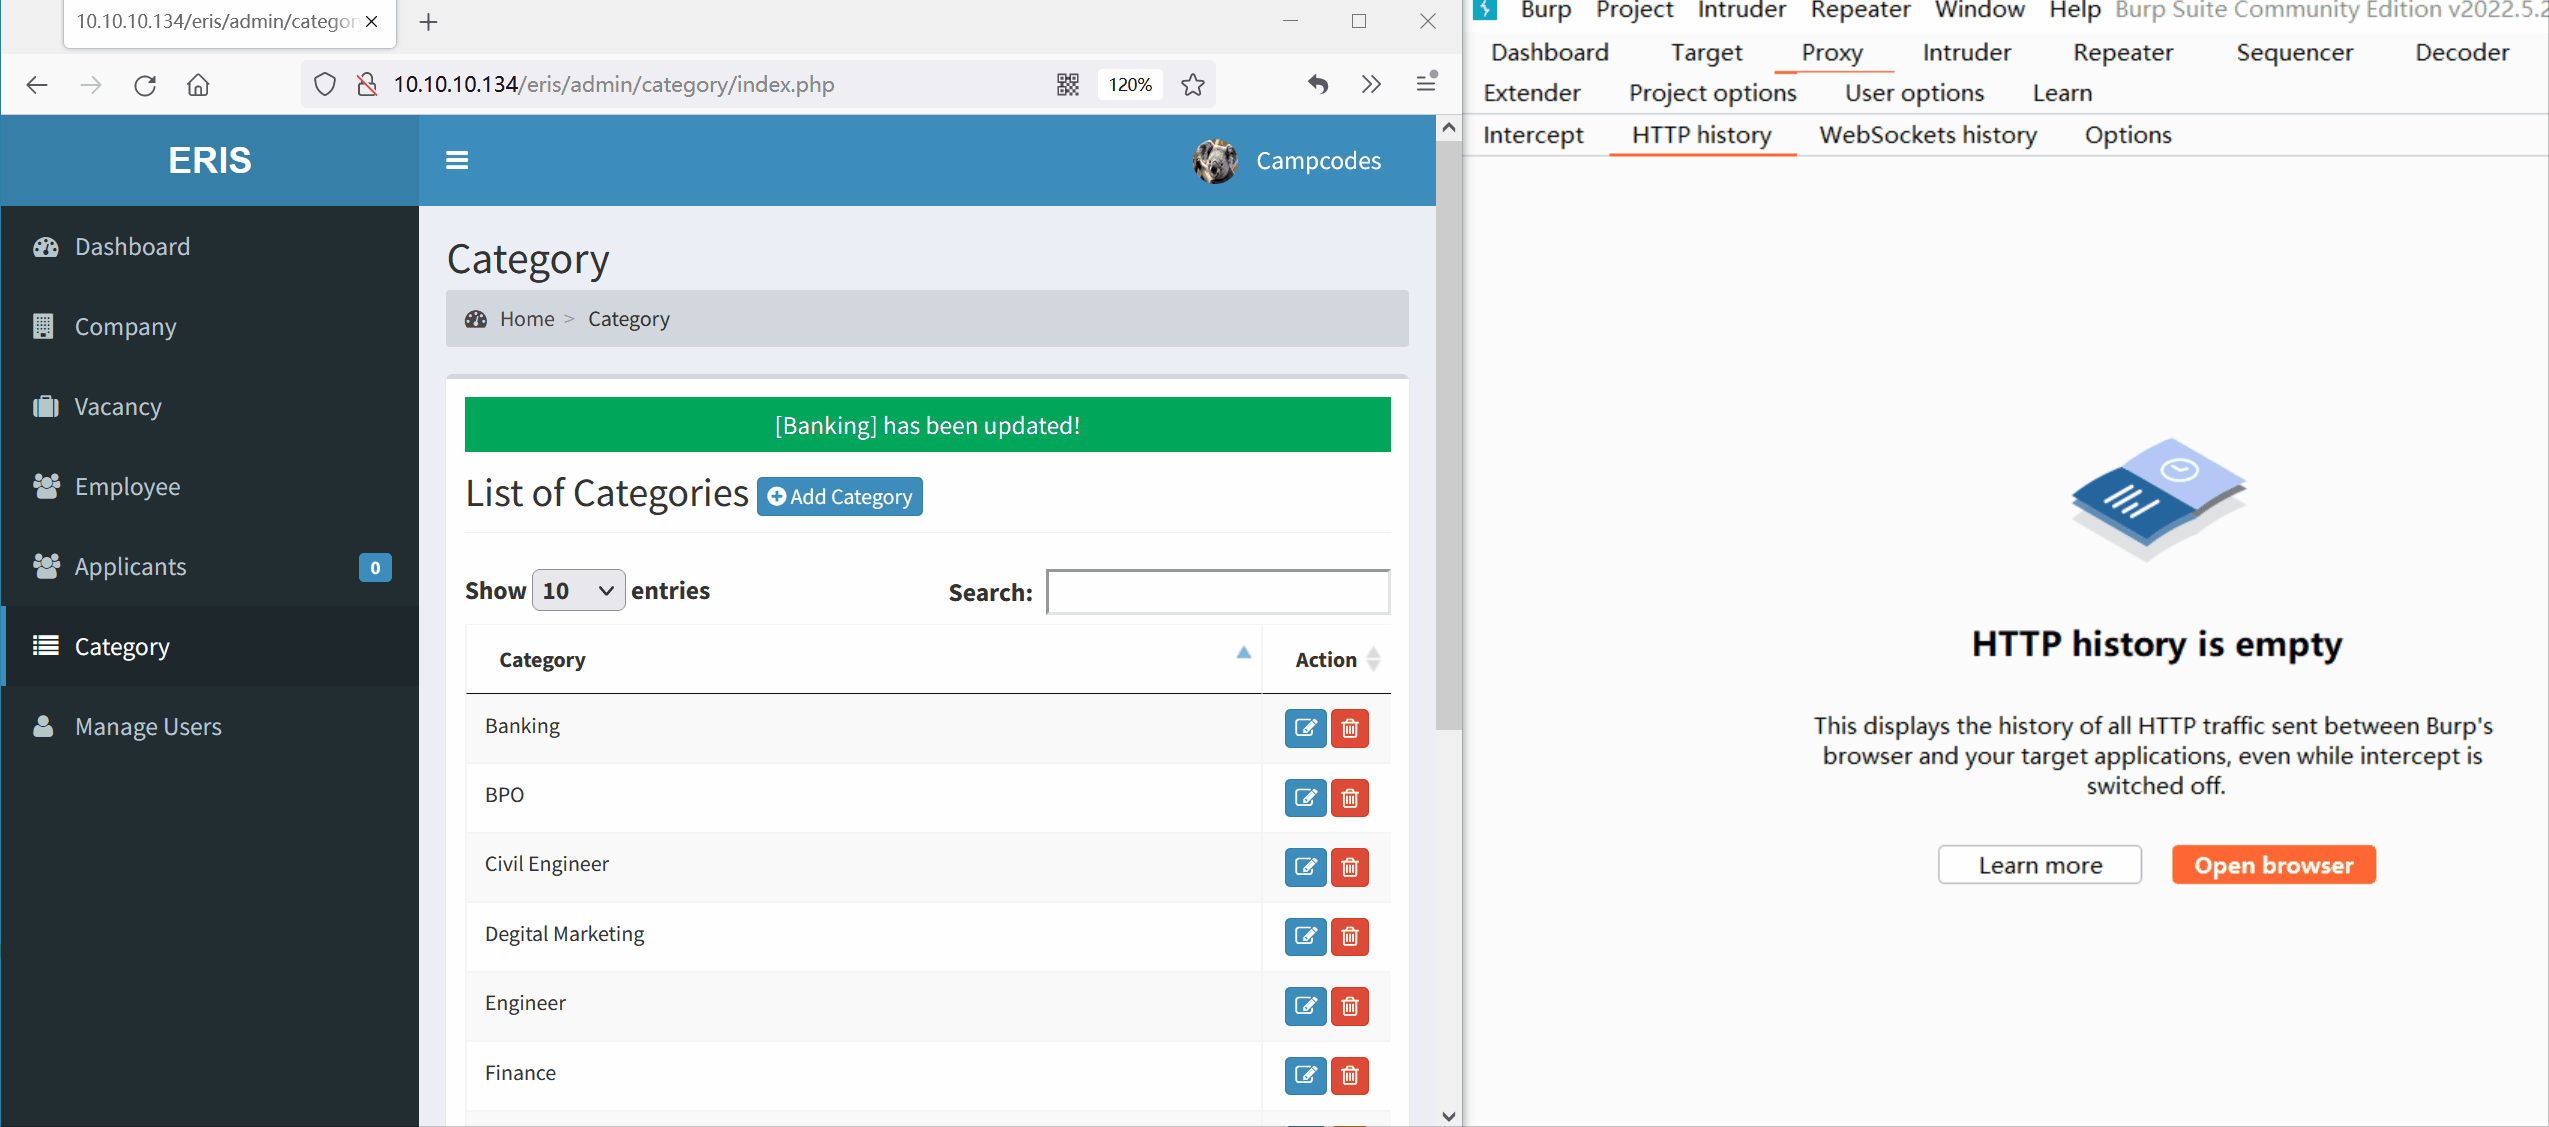 10.10.10.134/eris/admin/categor
10.10.10.134/eris/admin/category/index.php
120%
ERIS
Campcodes
Dashboard
Company
Vacancy
Employee
Applicants
0
Category
Manage Users
Category
Home > Category
[Banking] has been updated!
List of Categories Add Category
Show 10 entries
Search:
Category
Action
Banking
BPO
Civil Engineer
Degital Marketing
Engineer
Finance
Burp Project Intruder Repeater Window Help Burp Suite Community Edition v2022.5.2
Dashboard Target Proxy Intruder Repeater Sequencer Decoder
Extender Project options User options Learn
Intercept HTTP history WebSockets history Options
HTTP history is empty
This displays the history of all HTTP traffic sent between Burp's
browser and your target applications, even while intercept is
switched off.
Learn more
Open browser